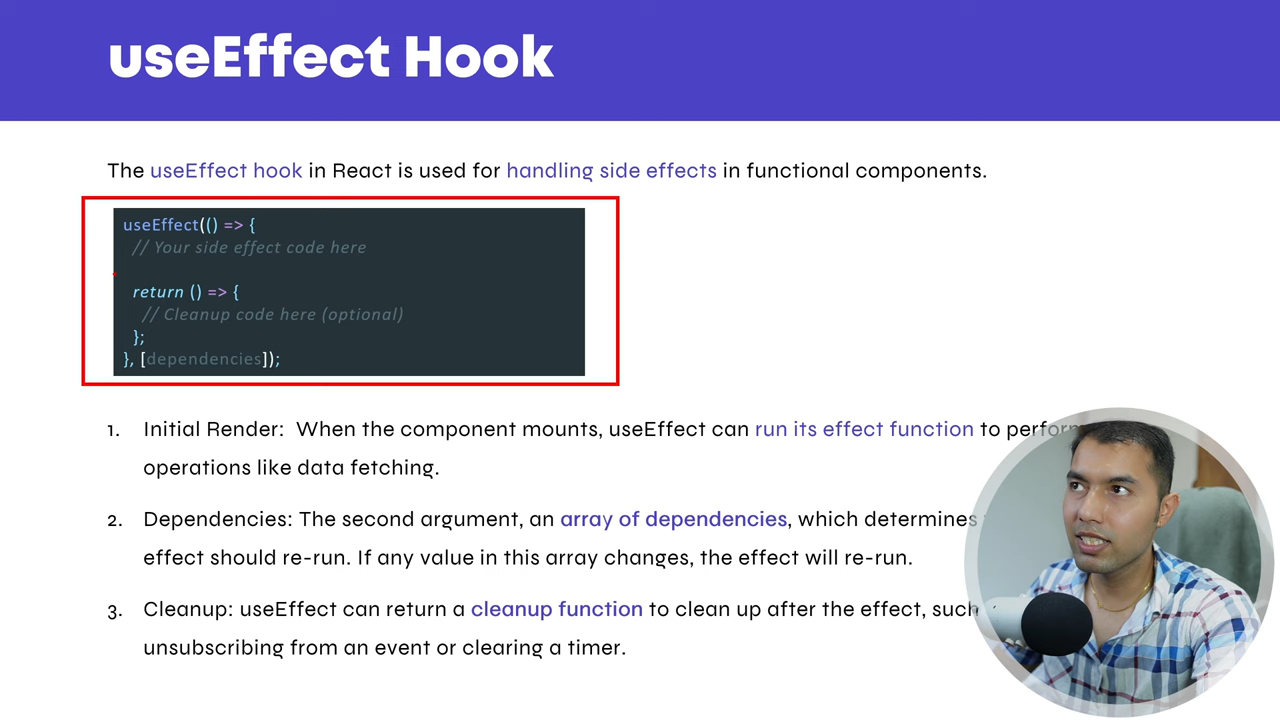 useEffect Hook
The useEffect hook in React is used for handling side effects in functional components.
useEffect(() => {
// Your side effect code here
return () => {
// Cleanup code here (optional)
};
}, [dependencies]);
1. Initial Render: When the component mounts, useEffect can run its effect function to perform
operations like data fetching.
2. Dependencies: The second argument, an array of dependencies, which determines
effect should re-run. If any value in this array changes, the effect will re-run.
3. Cleanup: useEffect can return a cleanup function to clean up after the effect, such
unsubscribing from an event or clearing a timer.